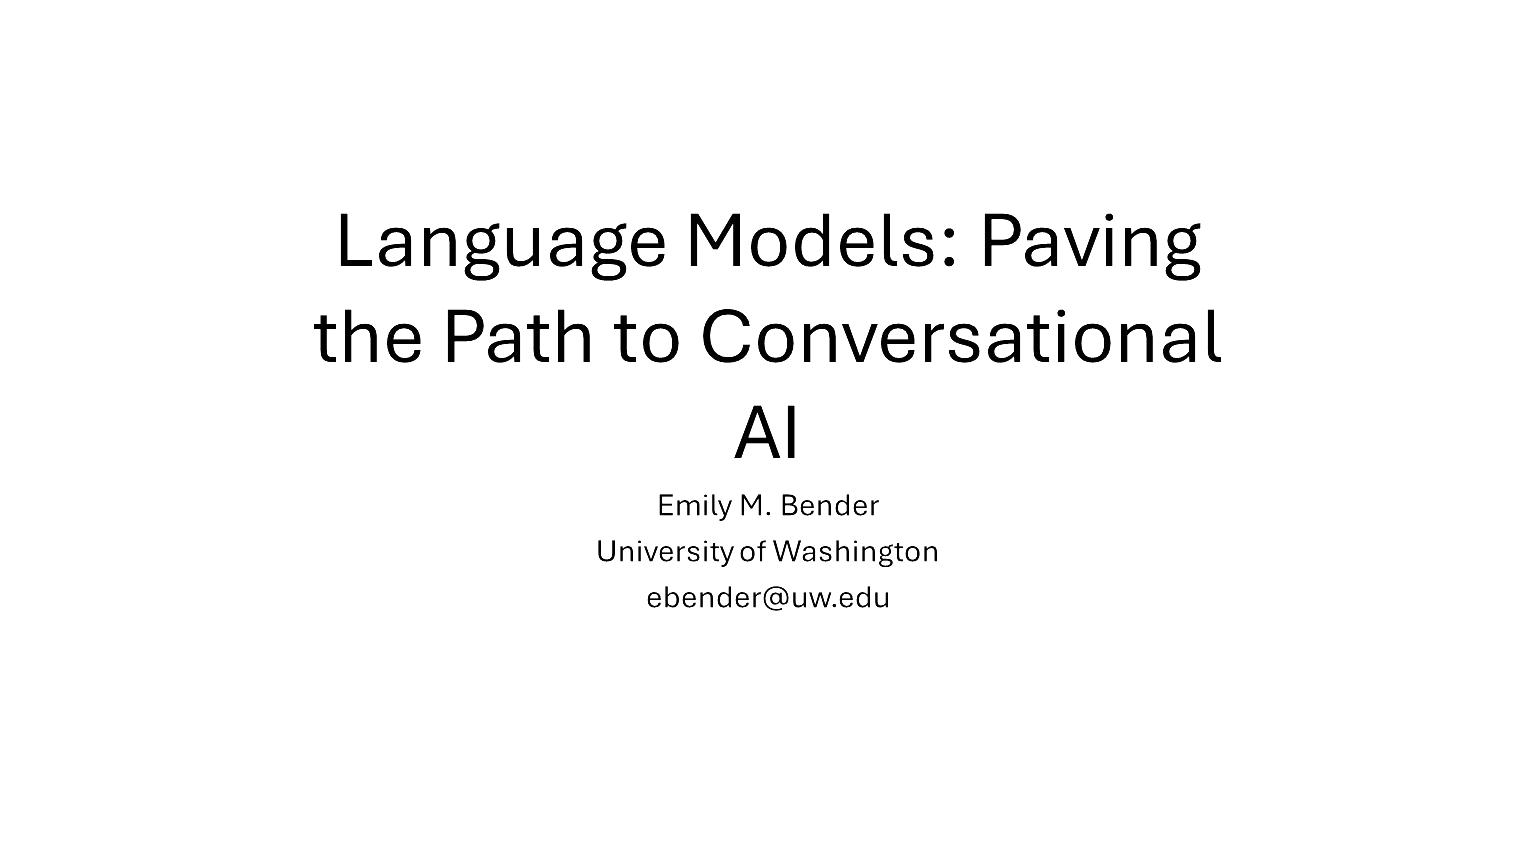 Language Models: Paving
the Path to Conversational
AI
Emily M. Bender
University of Washington
ebender@uw.edu